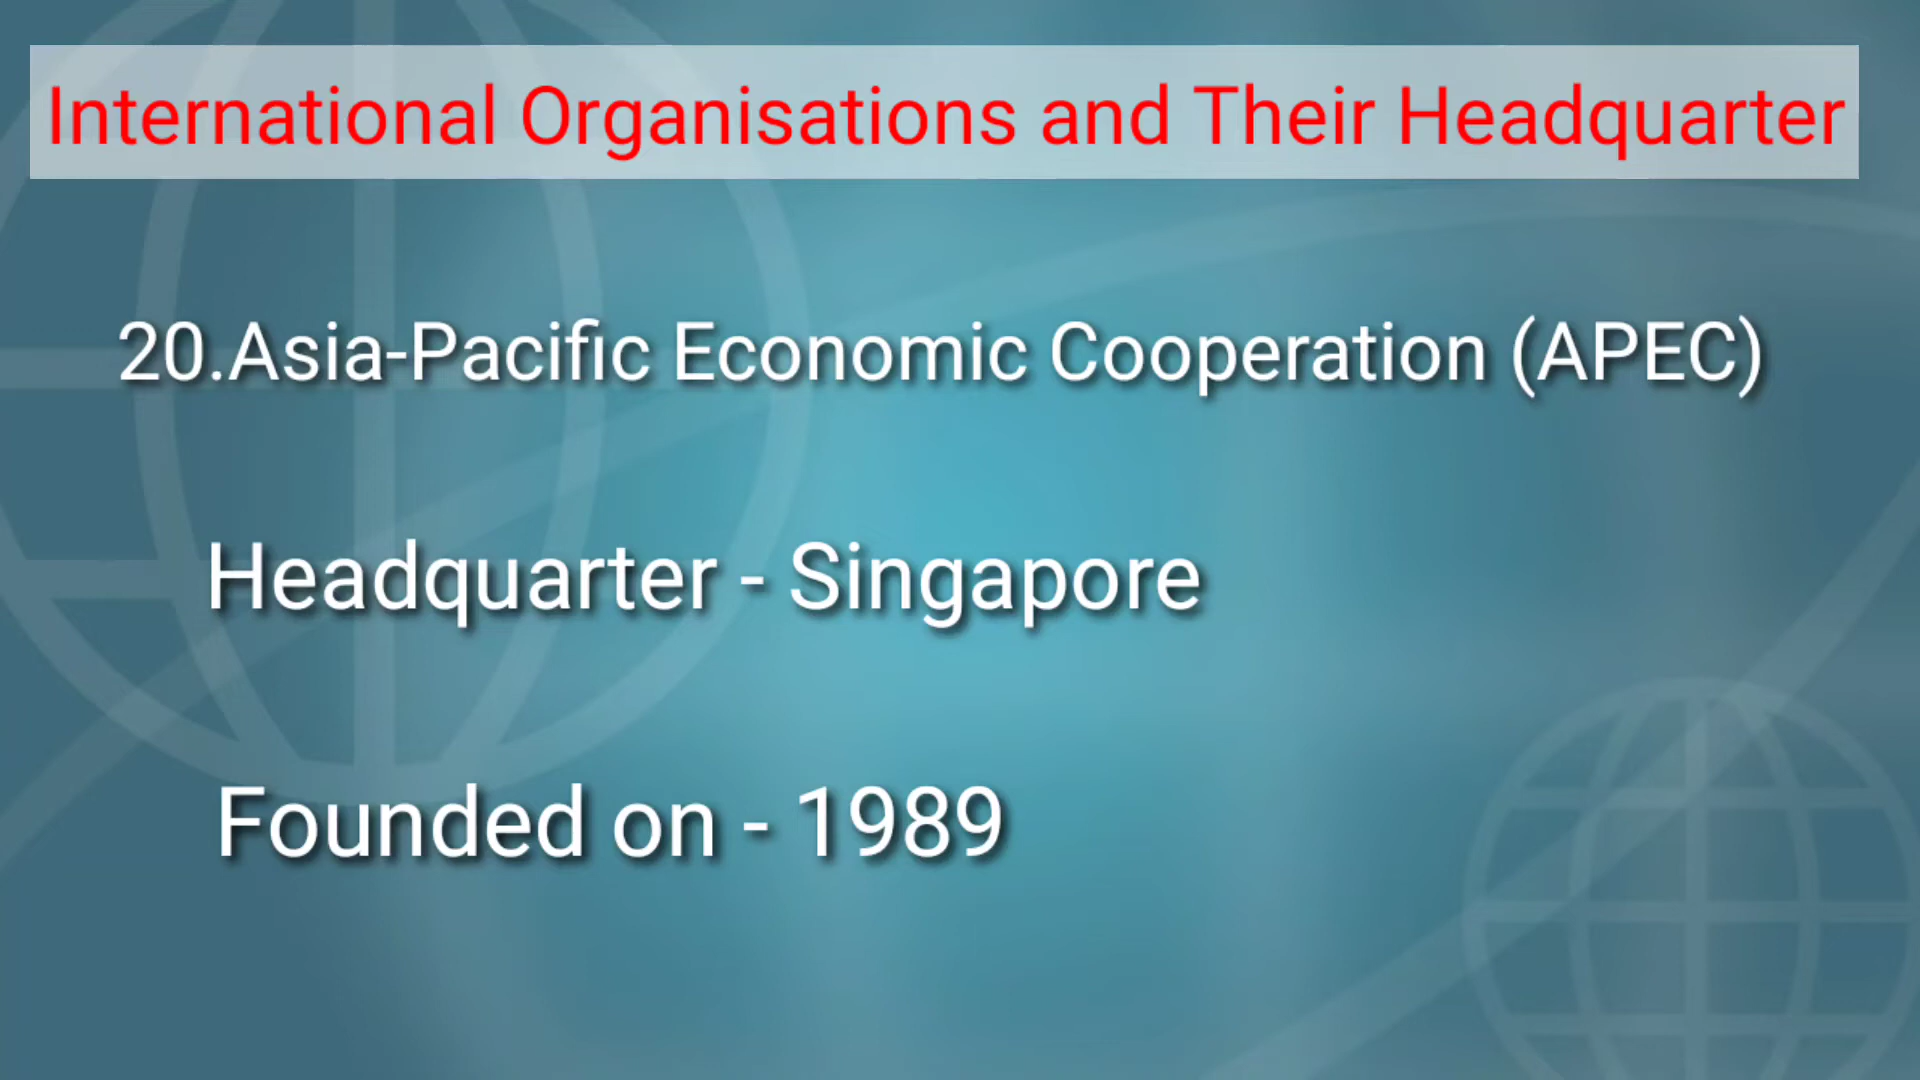 International Organisations and Their Headquarter
20.Asia-Pacific Economic Cooperation (APEC)
Headquarter - Singapore
Founded on - 1989